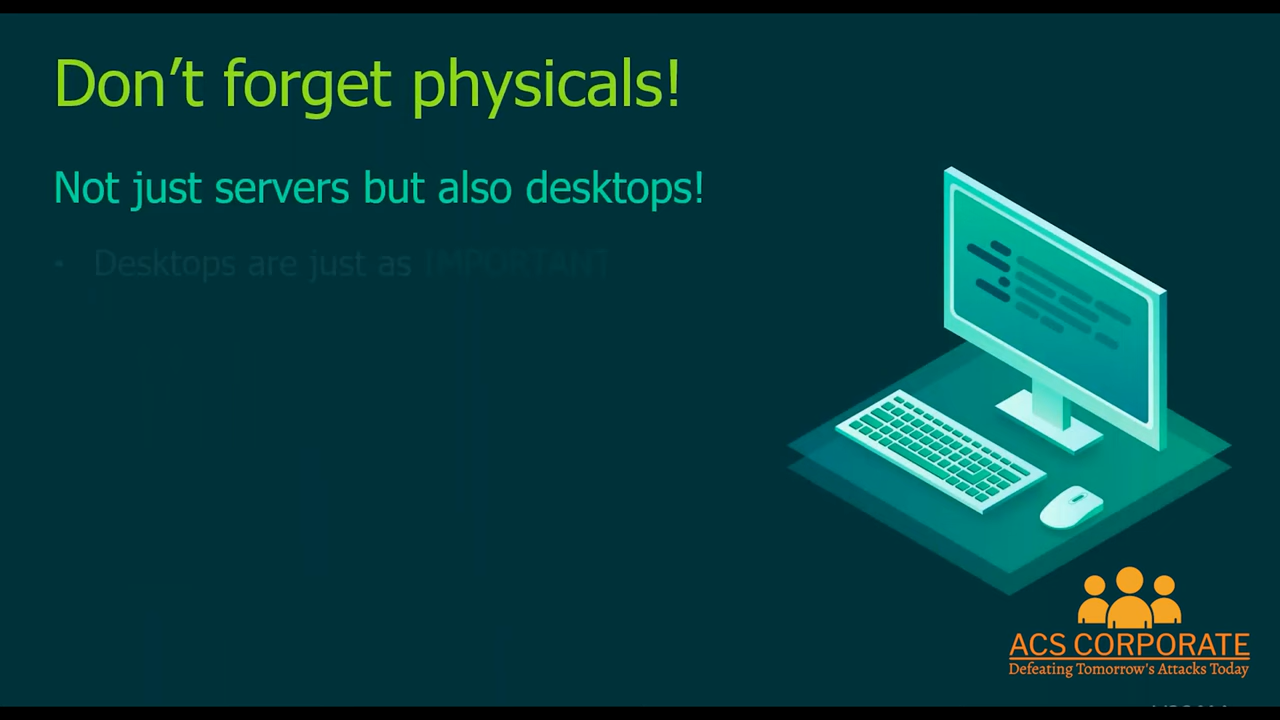 Don’t forget physicals!
Not just servers but also desktops!
• Desktops are just as IMPORTANT
ACS CORPORATE
Defeating Tomorrow's Attacks Today